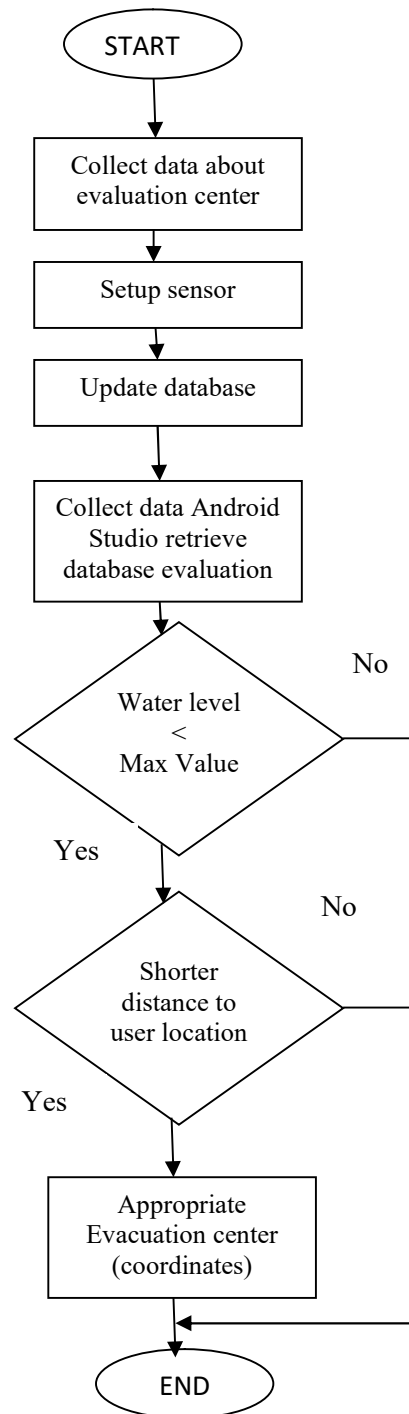 START
Collect data about
evaluation center
Setup sensor
Update database
Collect data Android
Studio retrieve
database evaluation
No
Water level
<
Max Value
Yes
No
Shorter
distance to
user location
Yes
Appropriate
Evacuation center
(coordinates)
END